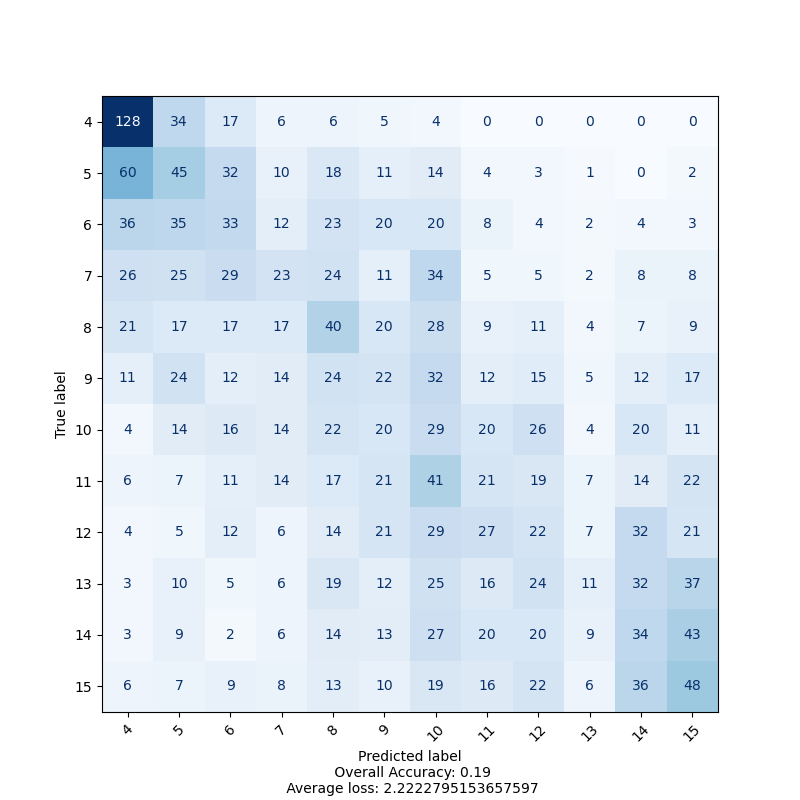 4 128 34 17 6 6 5 4 0 0 0 0 0
5 60 45 32 10 18 11 14 4 3 1 0 2
6 36 35 33 12 23 20 20 8 4 2 4 3
7 26 25 29 23 24 11 34 5 5 2 8 8
8 21 17 17 17 40 20 28 9 11 4 7 9
9 11 24 12 14 24 22 32 12 15 5 12 17
True label
10 4 14 16 14 22 20 29 20 26 4 20 11
11 6 7 11 14 17 21 41 21 19 7 14 22
12 4 5 12 6 14 21 29 27 22 7 32 21
13 3 10 5 6 19 12 25 16 24 11 32 37
14 3 9 2 6 14 13 27 20 20 9 34 43
15 6 7 9 8 13 10 19 16 22 6 36 48
4 5 6 7 8 9 10 11 12 13 14 15
Predicted label
Overall Accuracy: 0.19
Average loss: 2.2222795153657597